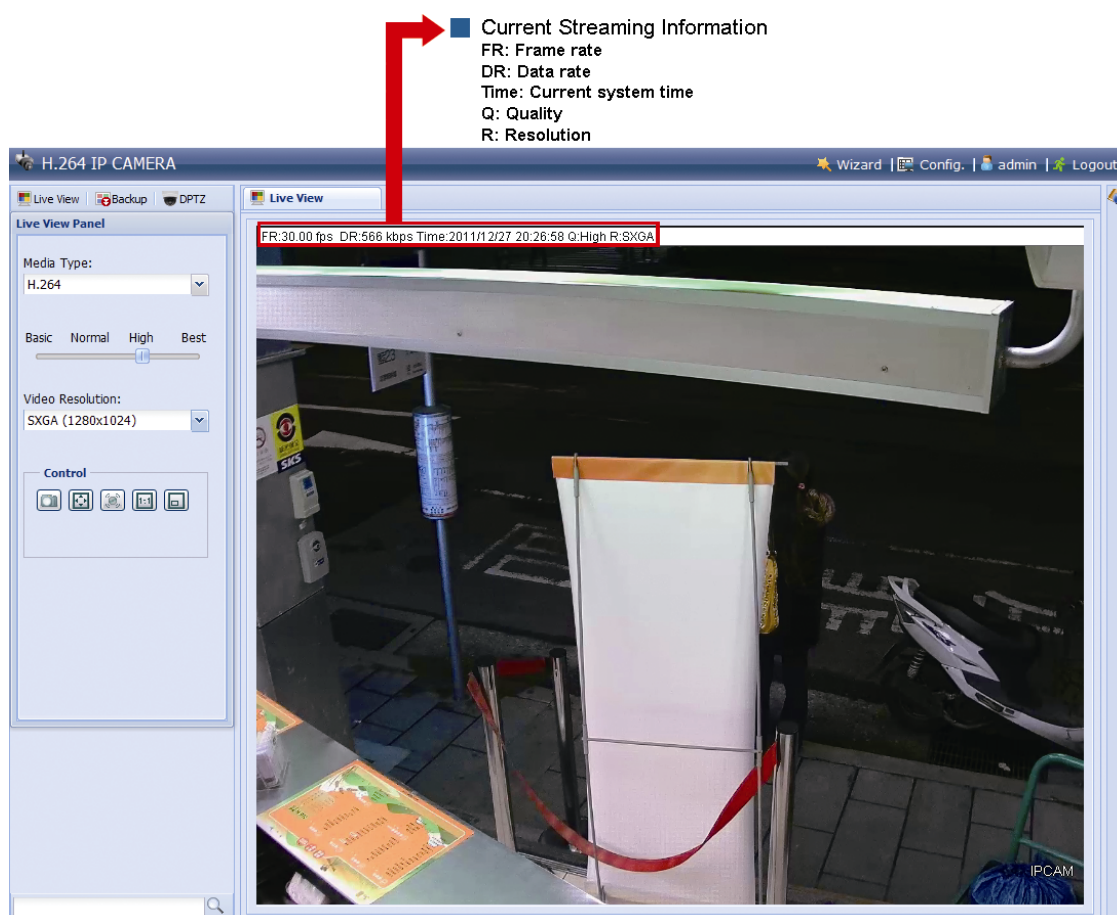 Current Streaming Information
FR: Frame rate
DR: Data rate
Time: Current system time
Q: Quality
R: Resolution
H.264 IP CAMERA
Wizard | Config. | admin | Logout
Live View | Backup DPTZ
Live View
Live View Panel
FR:30.00 fps DR:566 kbps Time:2011/12/27 20:26:58 Q:High R:SXGA
Media Type:
H.264
Basic Normal High Best
Video Resolution:
SXGA (1280x1024)
Control
1:1
SKS
IPCAM